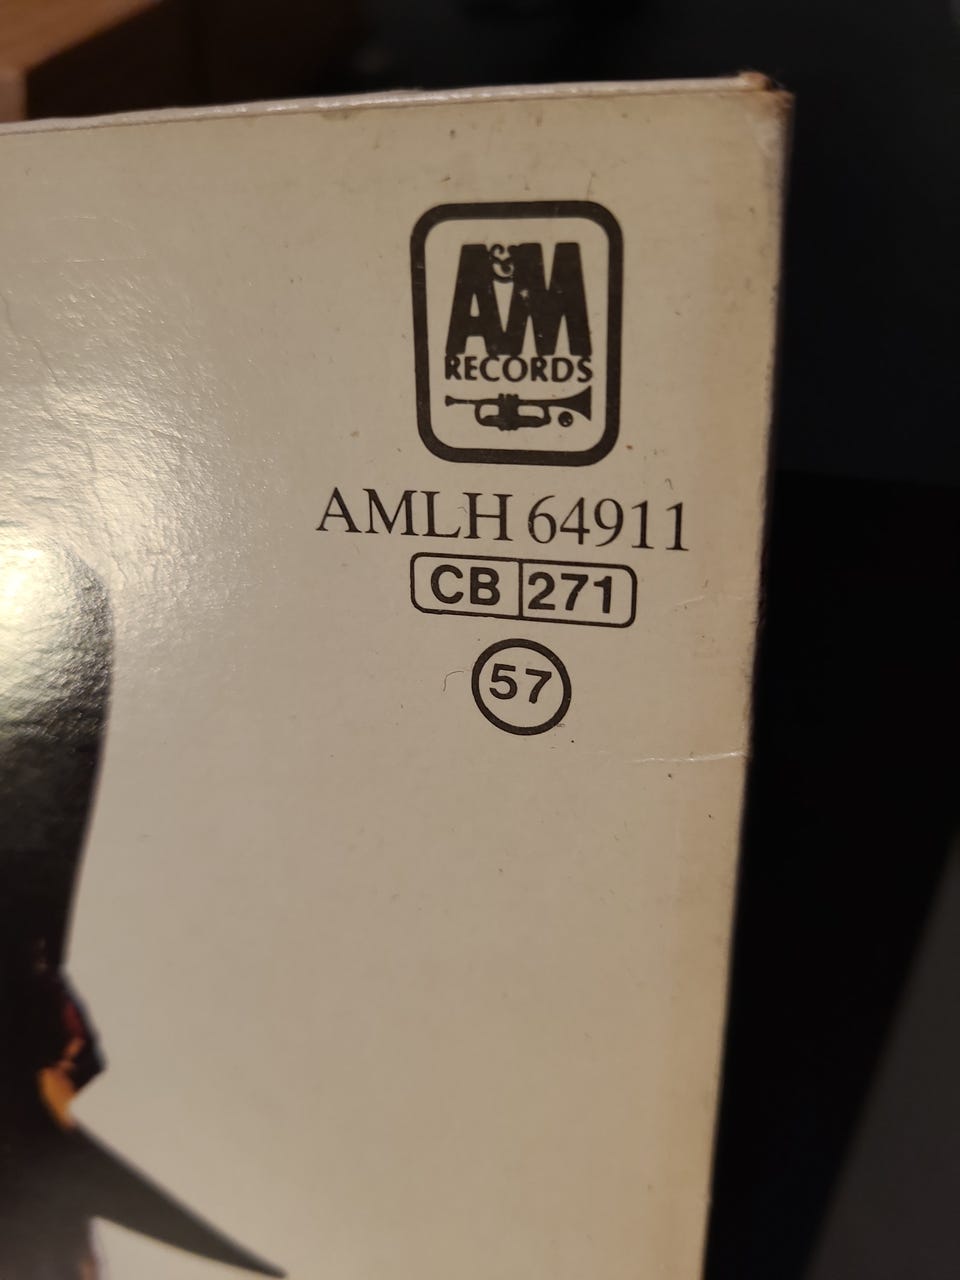 A&M
RECORDS
AMLH 64911
CB 271
57